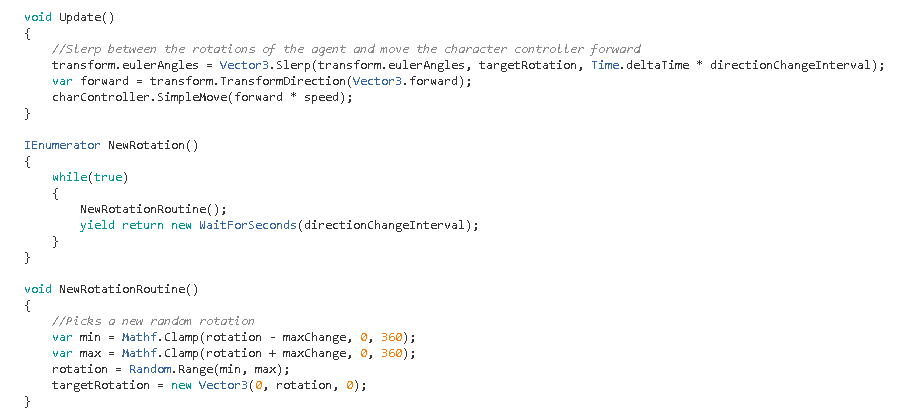 void Update()
{
    //Slerp between the rotations of the agent and move the character controller forward
    transform.eulerAngles = Vector3.Slerp(transform.eulerAngles, targetRotation, Time.deltaTime * directionChangeInterval);
    var forward = transform.TransformDirection(Vector3.forward);
    charController.SimpleMove(forward * speed);
}

IEnumerator NewRotation()
{
    while(true)
    {
        NewRotationRoutine();
        yield return new WaitForSeconds(directionChangeInterval);
    }
}

void NewRotationRoutine()
{
    //Picks a new random rotation
    var min = Mathf.Clamp(rotation - maxChange, 0, 360);
    var max = Mathf.Clamp(rotation + maxChange, 0, 360);
    rotation = Random.Range(min, max);
    targetRotation = new Vector3(0, rotation, 0);
}